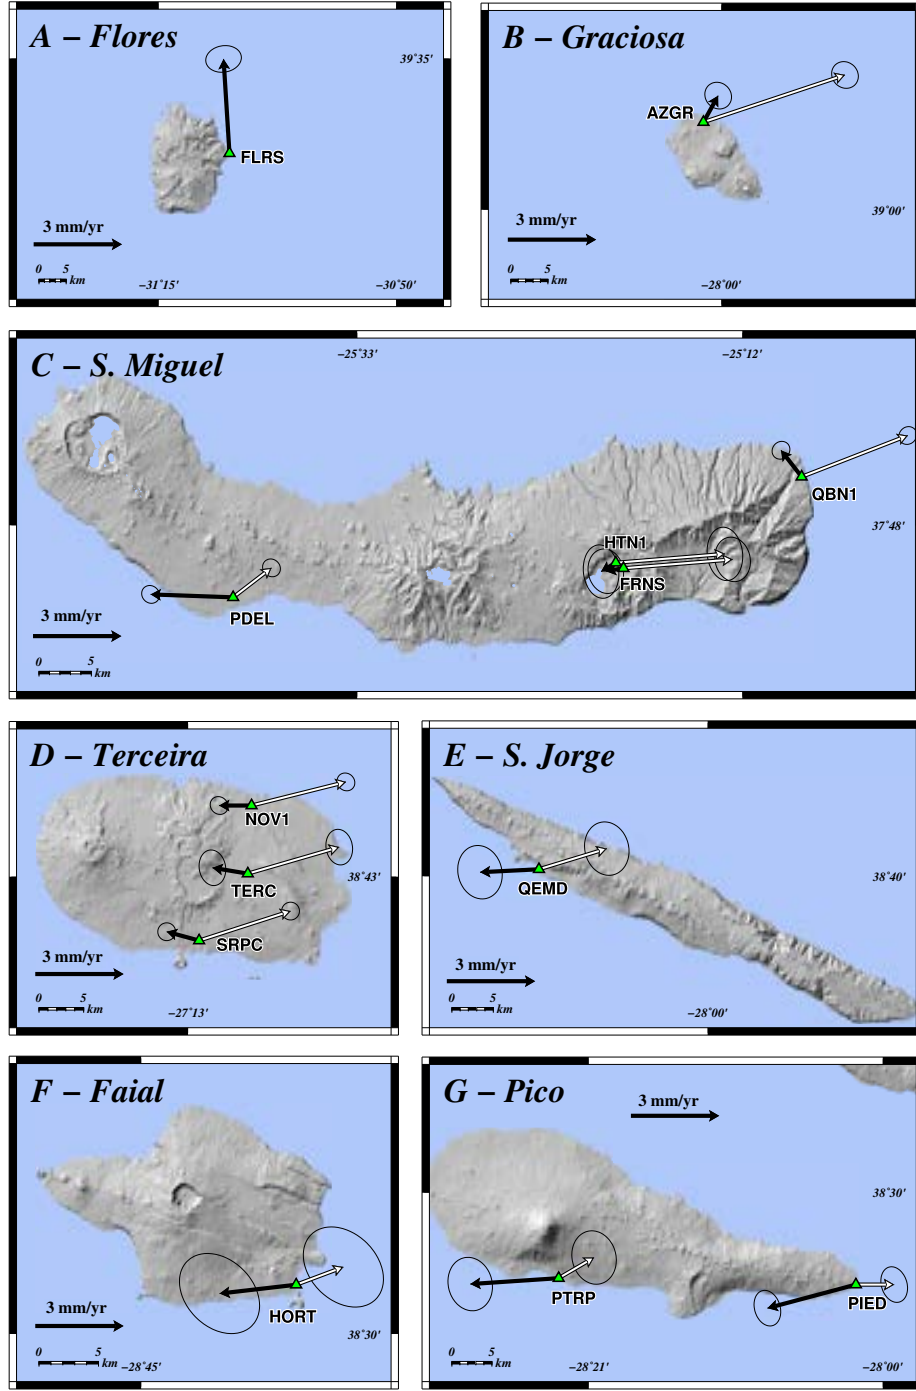 A – Flores
39˚35'
FLRS
3 mm/yr
0 5
km
−31˚15'
−30˚50'
B – Graciosa
AZGR
39˚00'
3 mm/yr
0 5
km
−28˚00'
C – S. Miguel
−25˚33'
−25˚12'
QBN1
37˚48'
HTN1
FRNS
PDEL
3 mm/yr
0 5
km
D – Terceira
NOV1
38˚43'
TERC
SRPC
3 mm/yr
0 5
km
−27˚13'
E – S. Jorge
38˚40'
QEMD
3 mm/yr
0 5
km
−28˚00'
F – Faial
HORT
3 mm/yr
38˚30'
0 5
km
−28˚45'
G – Pico
3 mm/yr
38˚30'
PTRP
PIED
0 5
km
−28˚21'
−28˚00'